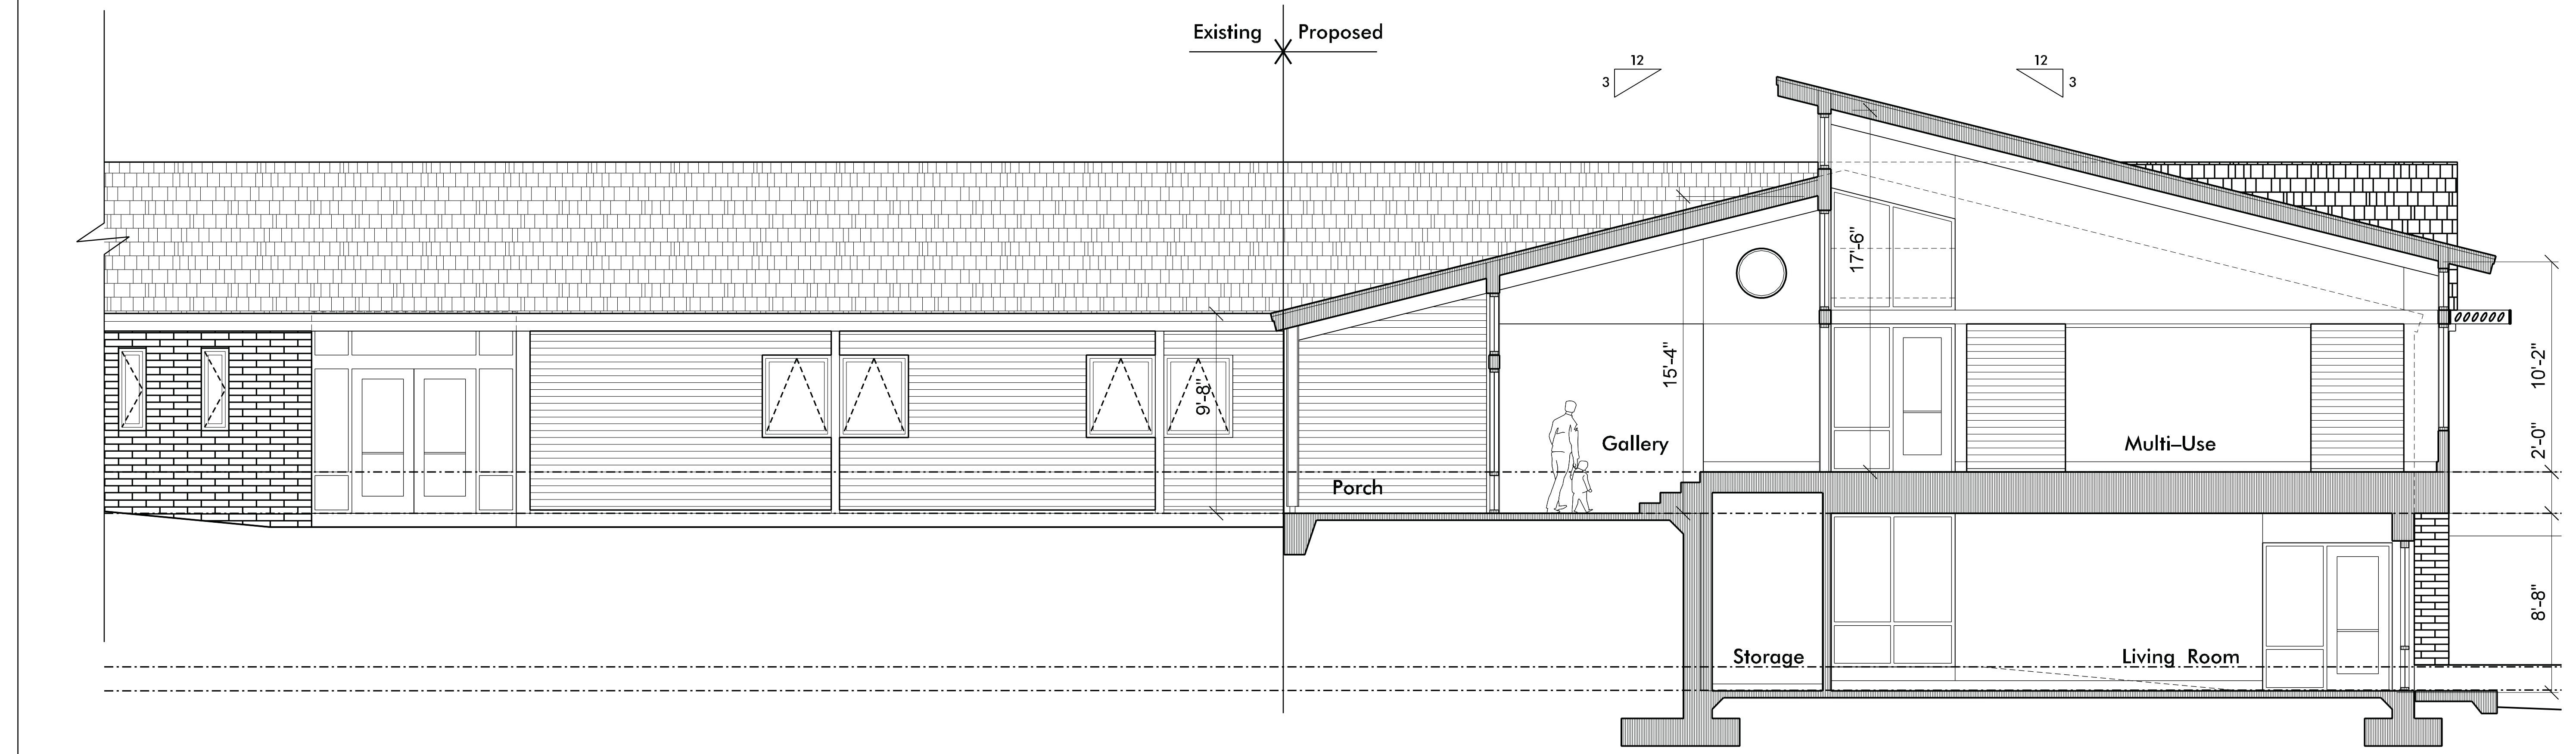 Existing Proposed
12
3
12
3
17'-6"
15'-4"
9'-8"
10'-2"
2'-0"
8'-8"
Gallery
Multi–Use
Porch
Storage
Living Room